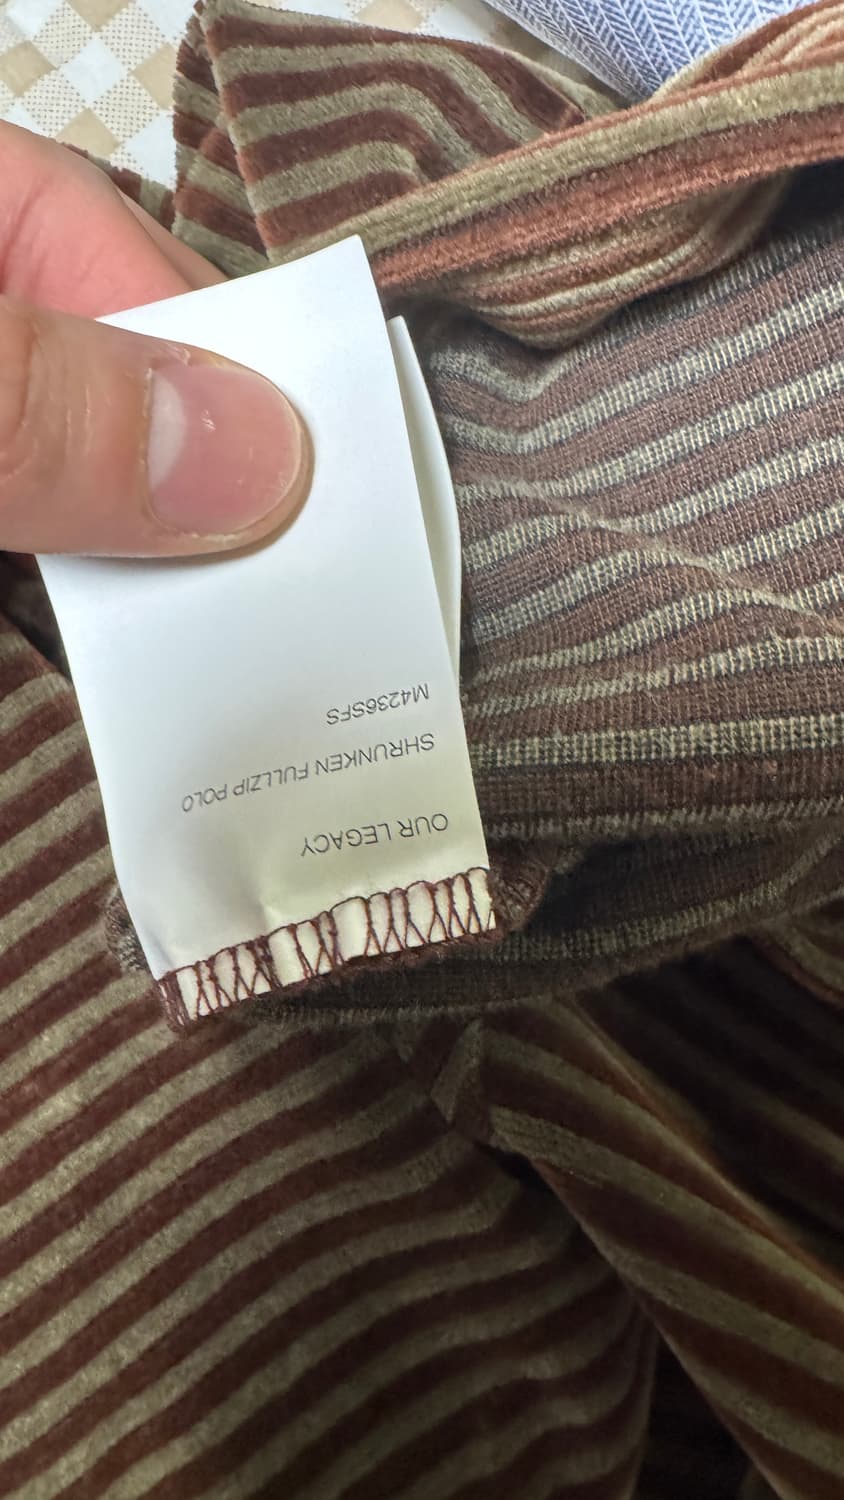 OUR LEGACY
SHRUNKEN FULLZIP POLO
M4236SFS